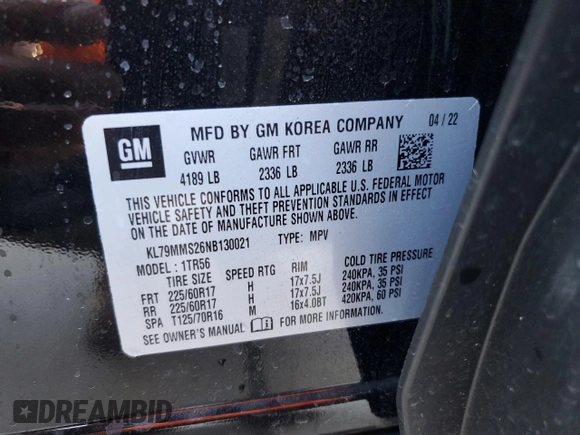 GM
MFD BY GM KOREA COMPANY 04 / 22
GVWR GAWR FRT GAWR RR
4189 LB 2336 LB 2336 LB
THIS VEHICLE CONFORMS TO ALL APPLICABLE U.S. FEDERAL MOTOR
VEHICLE SAFETY AND THEFT PREVENTION STANDARDS IN EFFECT
ON THE DATE OF MANUFACTURE SHOWN ABOVE.
KL79MMS26NB130021 TYPE: MPV
MODEL: 1TR56
TIRE SIZE SPEED RTG RIM COLD TIRE PRESSURE
FRT 225/60R17 H 17x7.5J 240KPA, 35 PSI
RR 225/60R17 H 17x7.5J 240KPA, 35 PSI
SPA T125/70R16 M 16x4.0BT 420KPA, 60 PSI
SEE OWNER'S MANUAL FOR MORE INFORMATION.
DREAMBID